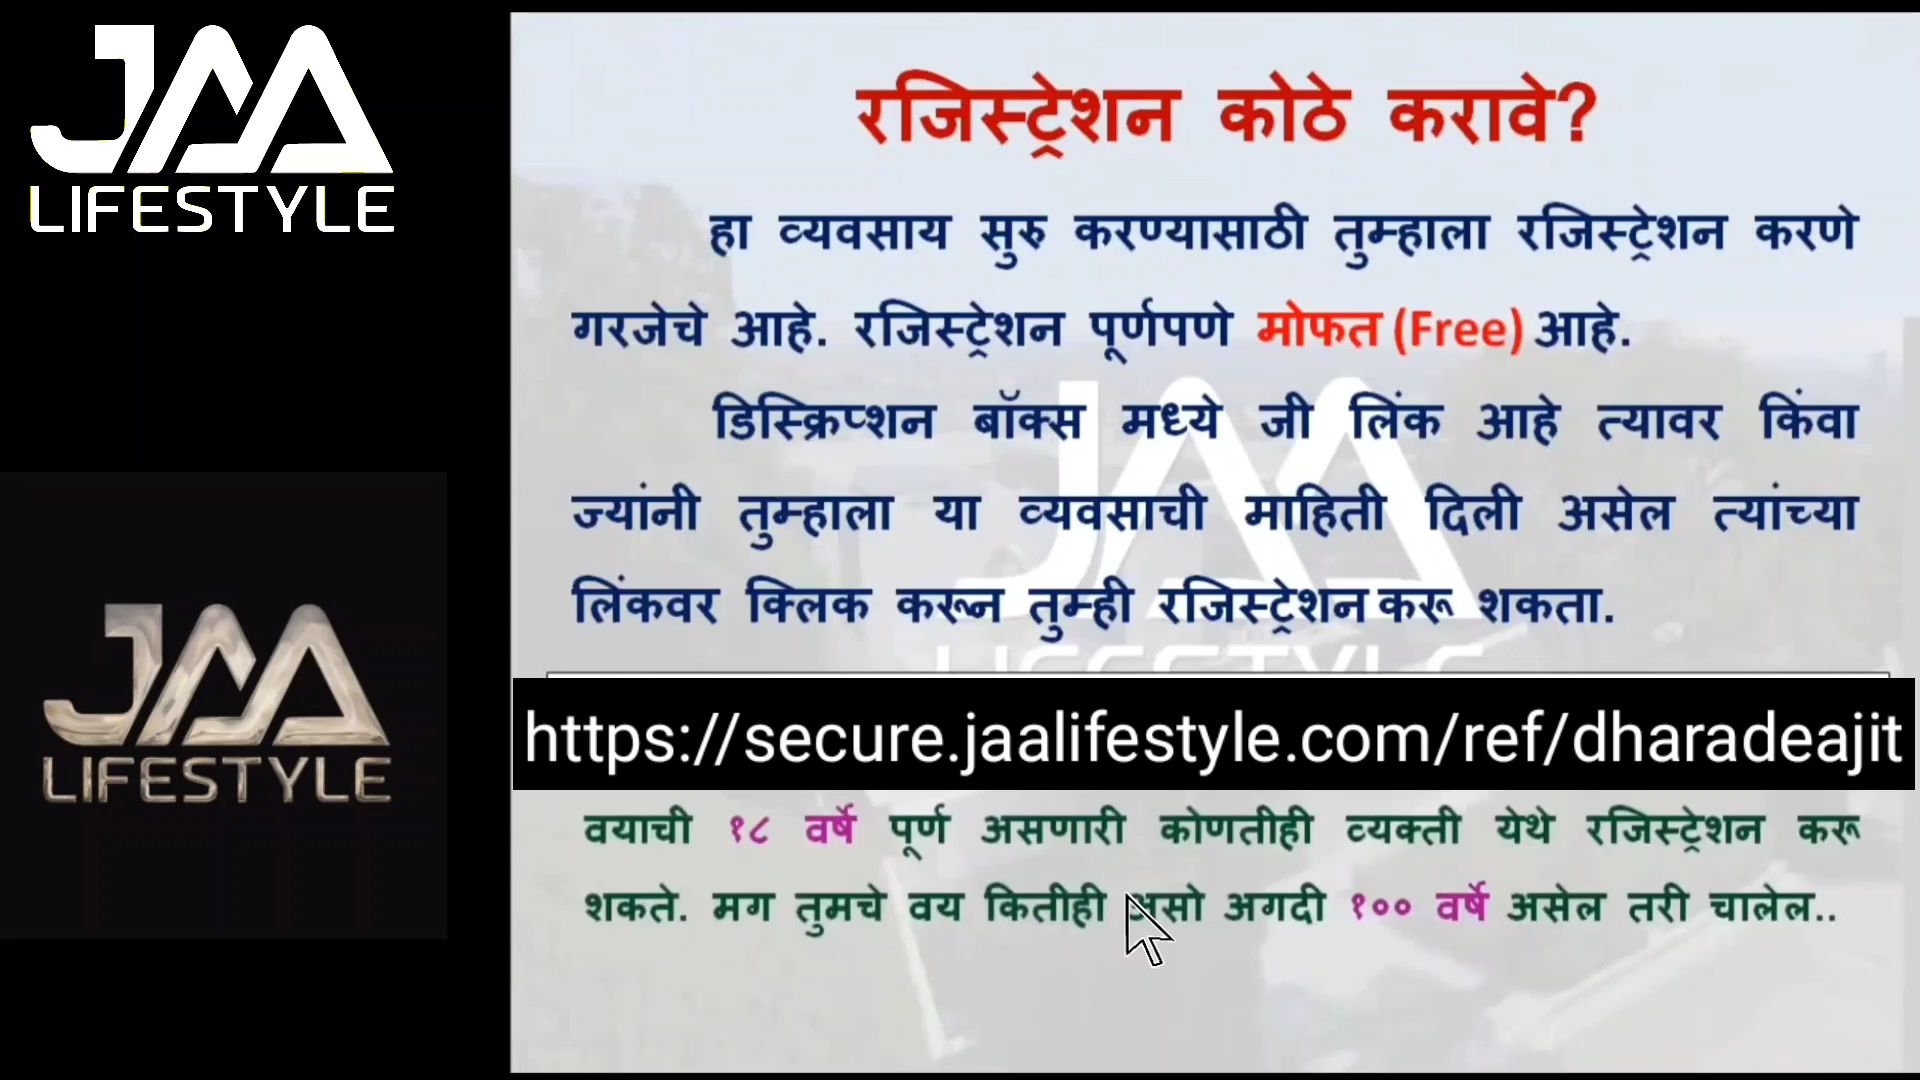 JAA
LIFESTYLE
रजिस्ट्रेशन कोठे करावे?
हा व्यवसाय सुरु करण्यासाठी तुम्हाला रजिस्ट्रेशन करणे
गरजेचे आहे. रजिस्ट्रेशन पूर्णपणे मोफत (Free) आहे.
डिस्क्रिप्शन बॉक्स मध्ये जी लिंक आहे त्यावर किंवा
ज्यांनी तुम्हाला या व्यवसाची माहिती दिली असेल त्यांच्या
लिंकवर क्लिक करून तुम्ही रजिस्ट्रेशन करू शकता.
JAA
LIFESTYLE
https://secure.jaalifestyle.com/ref/dharadeajit
वयाची १८ वर्षे पूर्ण असणारी कोणतीही व्यक्ती येथे रजिस्ट्रेशन करू
शकते. मग तुमचे वय कितीही असो अगदी १०० वर्षे असेल तरी चालेल..
JAA
LIFESTYLE